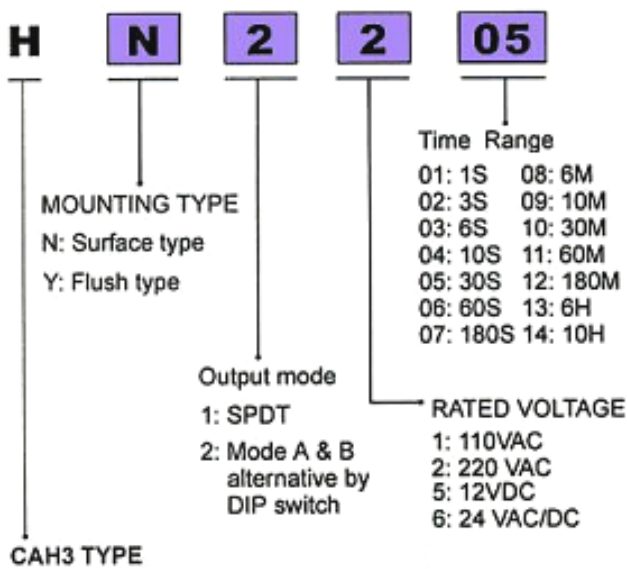 H N 2 2 05
Time Range
01: 1S 08: 6M
02: 3S 09: 10M
03: 6S 10: 30M
04: 10S 11: 60M
05: 30S 12: 180M
06: 60S 13: 6H
07: 180S 14: 10H
MOUNTING TYPE
N: Surface type
Y: Flush type
Output mode
1: SPDT
2: Mode A & B
alternative by
DIP switch
RATED VOLTAGE
1: 110VAC
2: 220 VAC
5: 12VDC
6: 24 VAC/DC
CAH3 TYPE